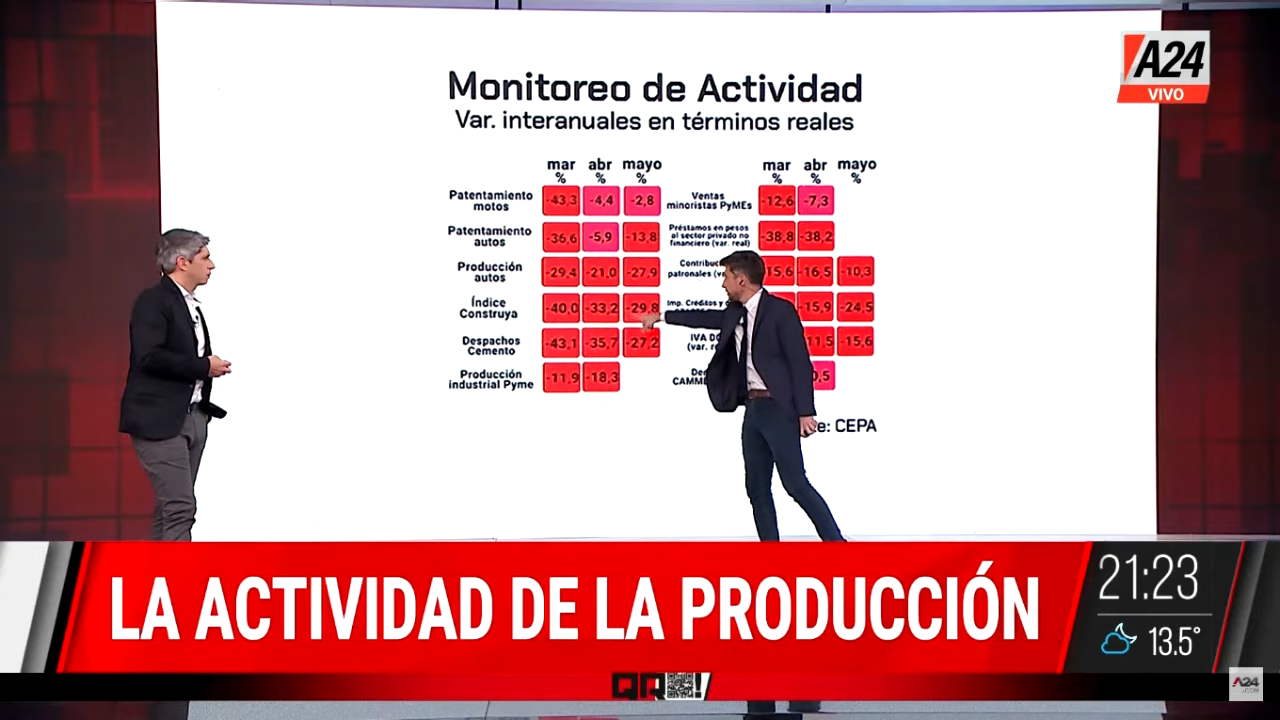 A24
VIVO
Monitoreo de Actividad
Var. interanuales en términos reales
mar abr mayo
% % %
Patentamiento
motos
-43,3 -4,4 -2,8
Patentamiento
autos
-36,6 -5,9 -13,8
Producción
autos
-29,4 -21,0 -27,9
Índice
Construya
-40,0 -33,2 -29,8
Despachos
Cemento
-43,1 -35,7 -27,2
Producción
industrial Pyme
-11,9 -18,3
mar abr mayo
% % %
Ventas
minoristas PyMEs
-12,6 -7,3
Préstamos en pesos
al sector privado no
financiero (var. real)
-38,8 -38,2
patronales
15,6 -16,5 -10,3
Imp. Créditos y
-15,9 -24,5
IVA
(var.
11,5 -15,6
0,5
CEPA
LA ACTIVIDAD DE LA PRODUCCIÓN
21:23
13.5°
QR!
A24
.COM